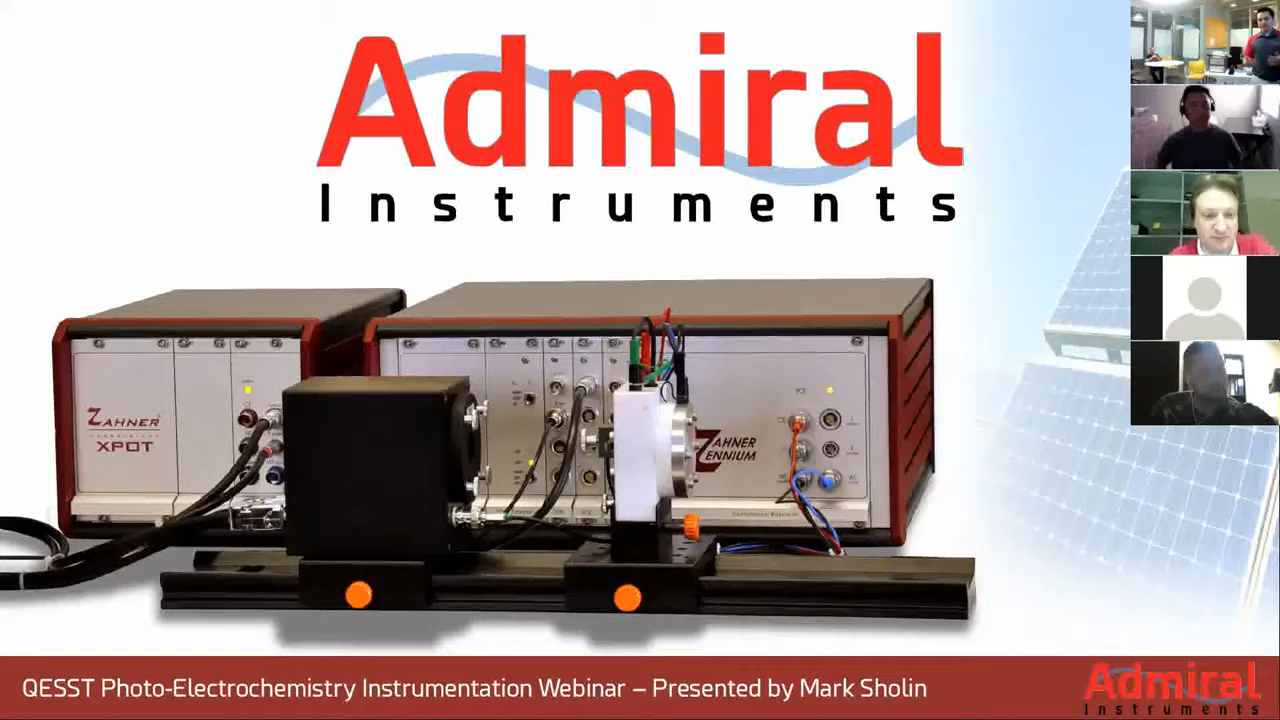 Admiral
Instruments
ZAHNER
XPOT
ZAHNER
ZENNIUM
QESST Photo-Electrochemistry Instrumentation Webinar – Presented by Mark Sholin
Admiral
Instruments